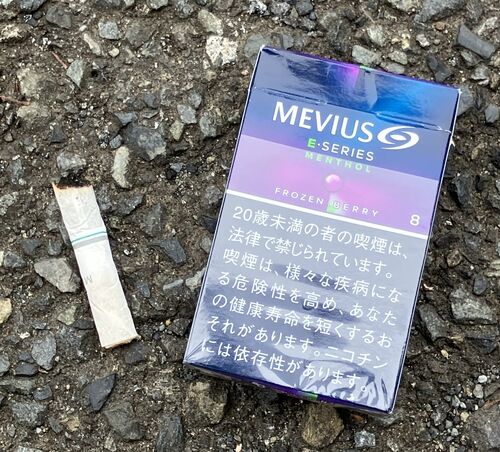 MEVIUS
E·SERIES
MENTHOL
FROZEN BERRY 8
20歳未満の者の喫煙は、
法律で禁じられています。
喫煙は、様々な疾病にな
る危険性を高め、あなた
の健康寿命を短くするお
それがあります。ニコチン
には依存性があります。